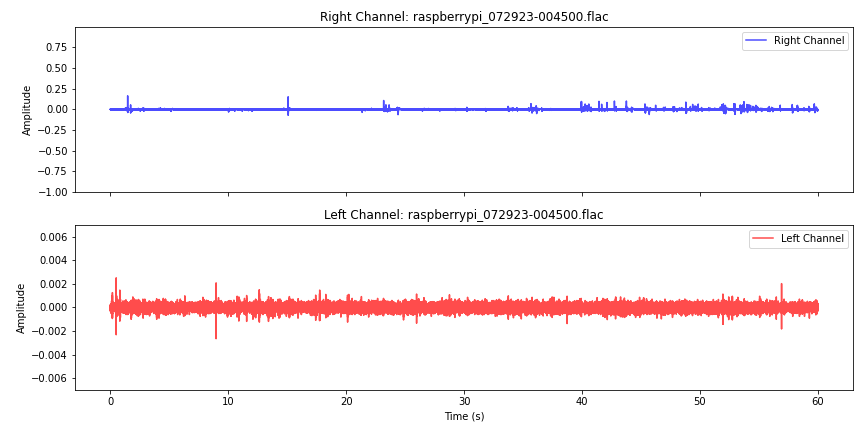 Right Channel: raspberrypi_072923-004500.flac
Right Channel
0.75
0.50
0.25
0.00
−0.25
−0.50
−0.75
−1.00
Amplitude
Left Channel: raspberrypi_072923-004500.flac
Left Channel
0.006
0.004
0.002
0.000
−0.002
−0.004
−0.006
Amplitude
0 10 20 30 40 50 60
Time (s)